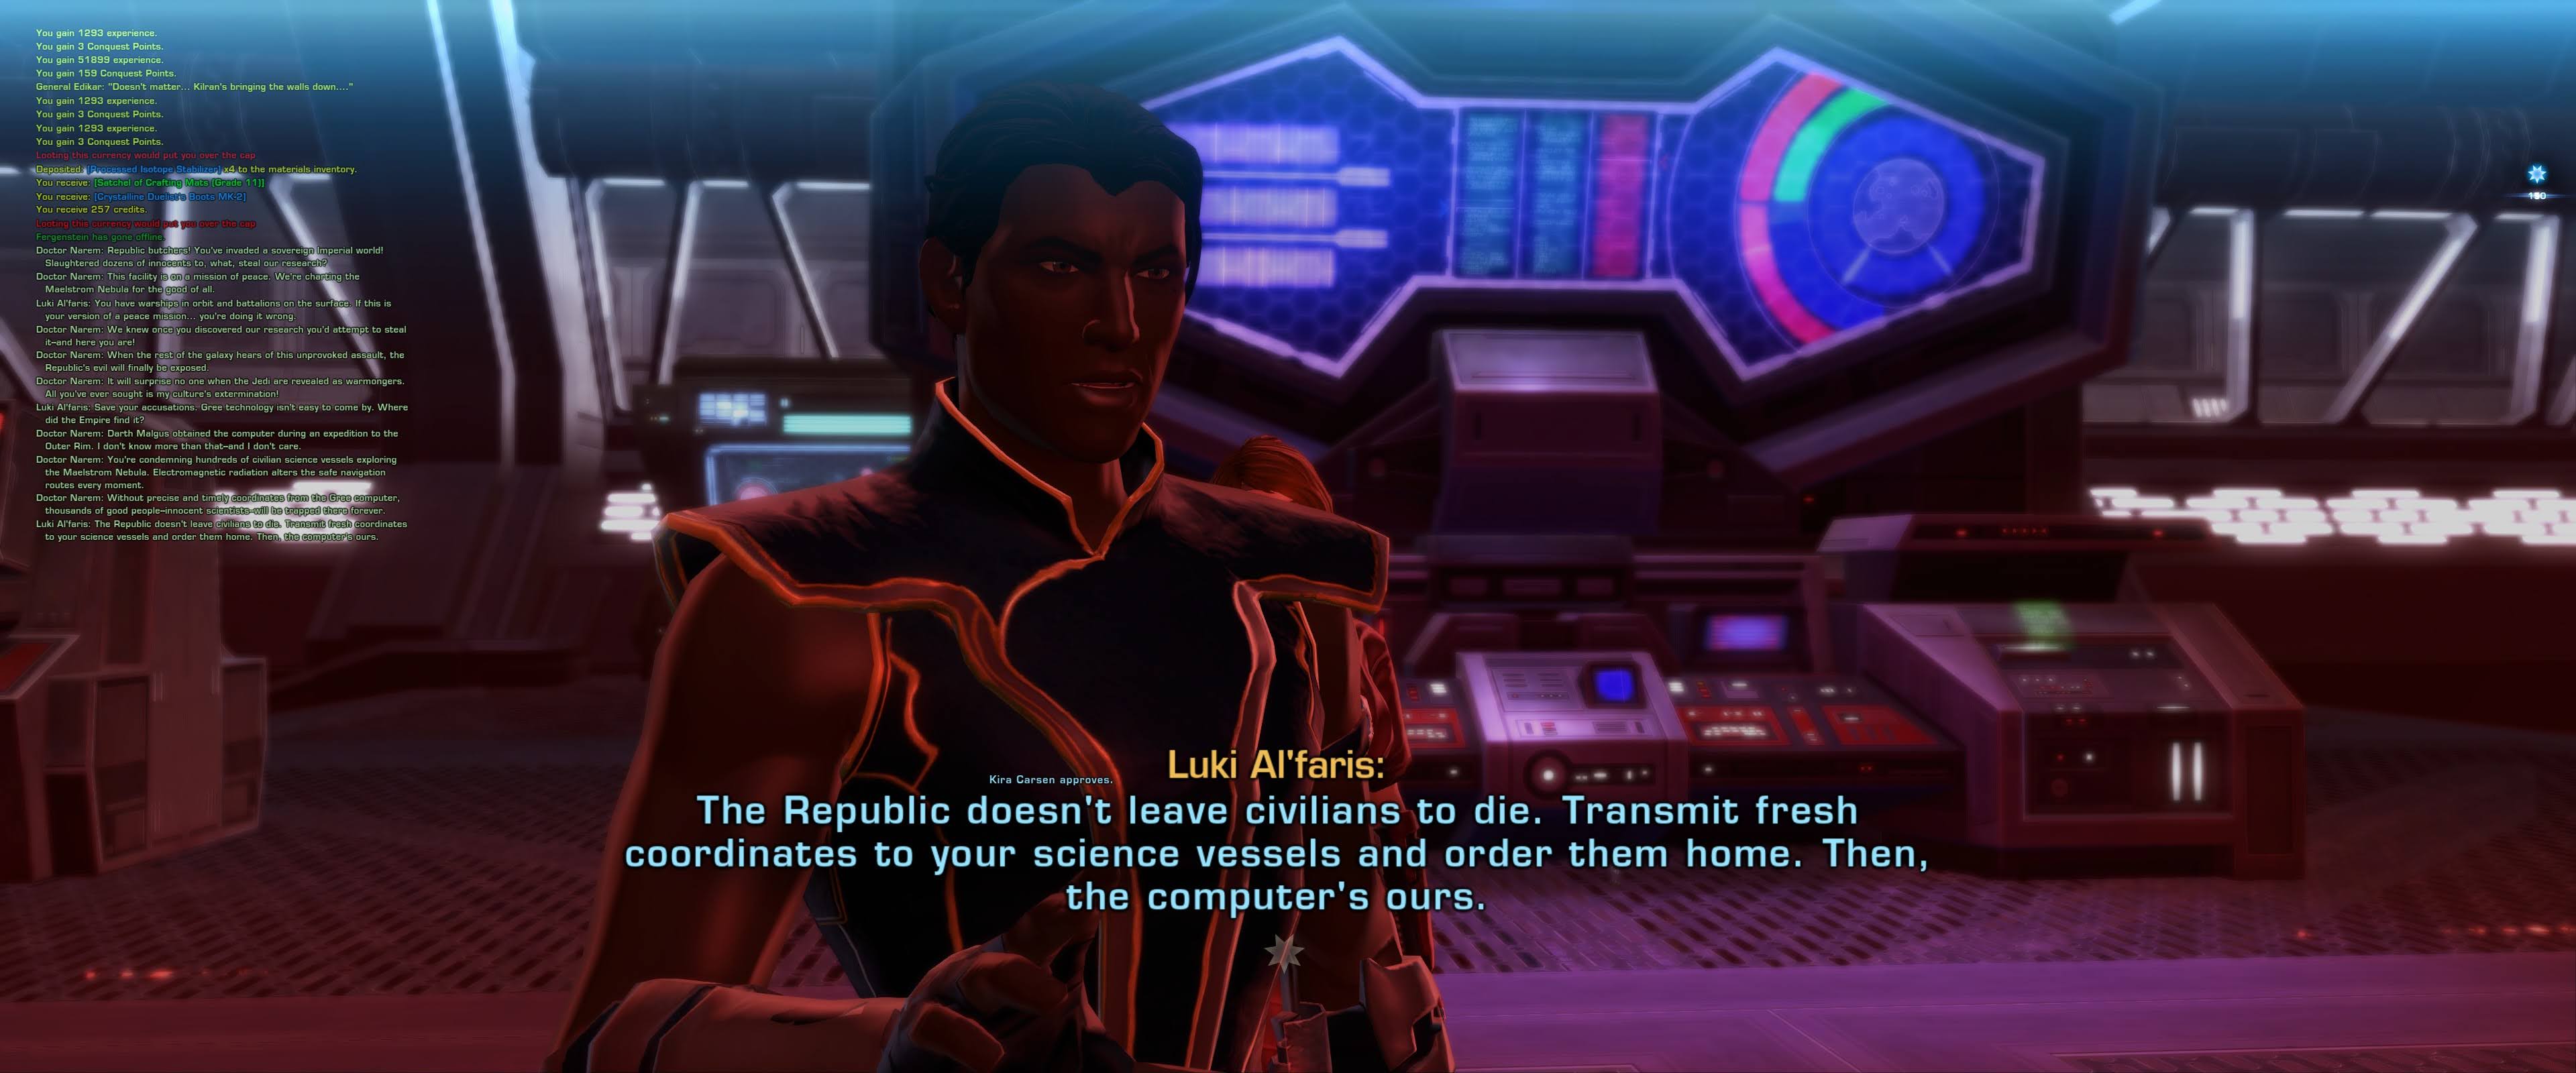 You gain 1293 experience.
You gain 3 Conquest Points.
You gain 51899 experience.
You gain 159 Conquest Points.
General Edikar: "Doesn't matter... Kilran's bringing the walls down...."
You gain 1293 experience.
You gain 3 Conquest Points.
You gain 1293 experience.
You gain 3 Conquest Points.
Looting this currency would put you over the cap
Deposited: [Processed Isotope Stabilizer] x4 to the materials inventory.
You receive: [Satchel of Crafting Mats (Grade 11)]
You receive: [Crystalline Duelist's Boots MK-2]
You receive 257 credits.
Looting this currency would put you over the cap
Fergenstein has gone offline.
Doctor Narem: Republic butchers! You've invaded a sovereign Imperial world!
Slaughtered dozens of innocents to, what, steal our research?
Doctor Narem: This facility is on a mission of peace. We're charting the
Maelstrom Nebula for the good of all.
Luki Al'faris: You have warships in orbit and battalions on the surface. If this is
your version of a peace mission... you're doing it wrong.
Doctor Narem: We knew once you discovered our research you'd attempt to steal
it—and here you are!
Doctor Narem: When the rest of the galaxy hears of this unprovoked assault, the
Republic's evil will finally be exposed.
Doctor Narem: It will surprise no one when the Jedi are revealed as warmongers.
All you've ever sought is my culture's extermination!
Luki Al'faris: Save your accusations. Gree technology isn't easy to come by. Where
did the Empire find it?
Doctor Narem: Darth Malgus obtained the computer during an expedition to the
Outer Rim. I don't know more than that—and I don't care.
Doctor Narem: You're condemning hundreds of civilian science vessels exploring
the Maelstrom Nebula. Electromagnetic radiation alters the safe navigation
routes every moment.
Doctor Narem: Without precise and timely coordinates from the Gree computer,
thousands of good people—innocent scientists—will be trapped there forever.
Luki Al'faris: The Republic doesn't leave civilians to die. Transmit fresh coordinates
to your science vessels and order them home. Then, the computer's ours.
Luki Al'faris:
Kira Carsen approves.
The Republic doesn't leave civilians to die. Transmit fresh
coordinates to your science vessels and order them home. Then,
the computer's ours.